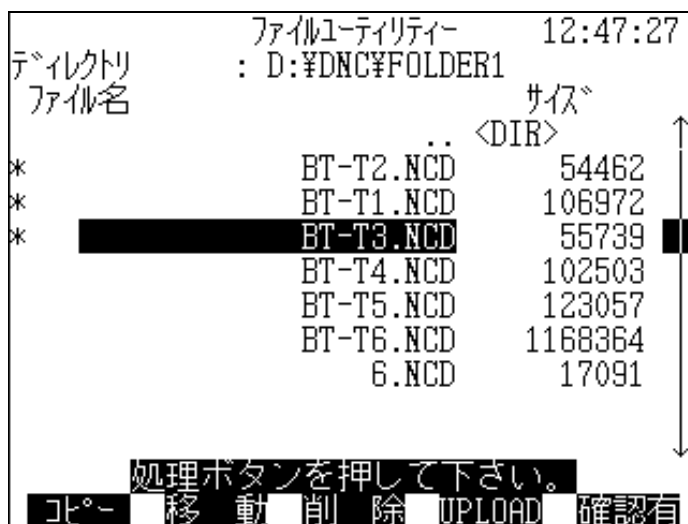 ファイルユーティリティー 12:47:27
ディレクトリ : D:¥DNC¥FOLDER1
ファイル名 サイズ
.. <DIR>
* BT-T2.NCD 54462
* BT-T1.NCD 106972
* BT-T3.NCD 55739
BT-T4.NCD 102503
BT-T5.NCD 123057
BT-T6.NCD 1168364
6.NCD 17091
処理ボタンを押して下さい。
コピー 移 動 削 除 UPLOAD 確認有